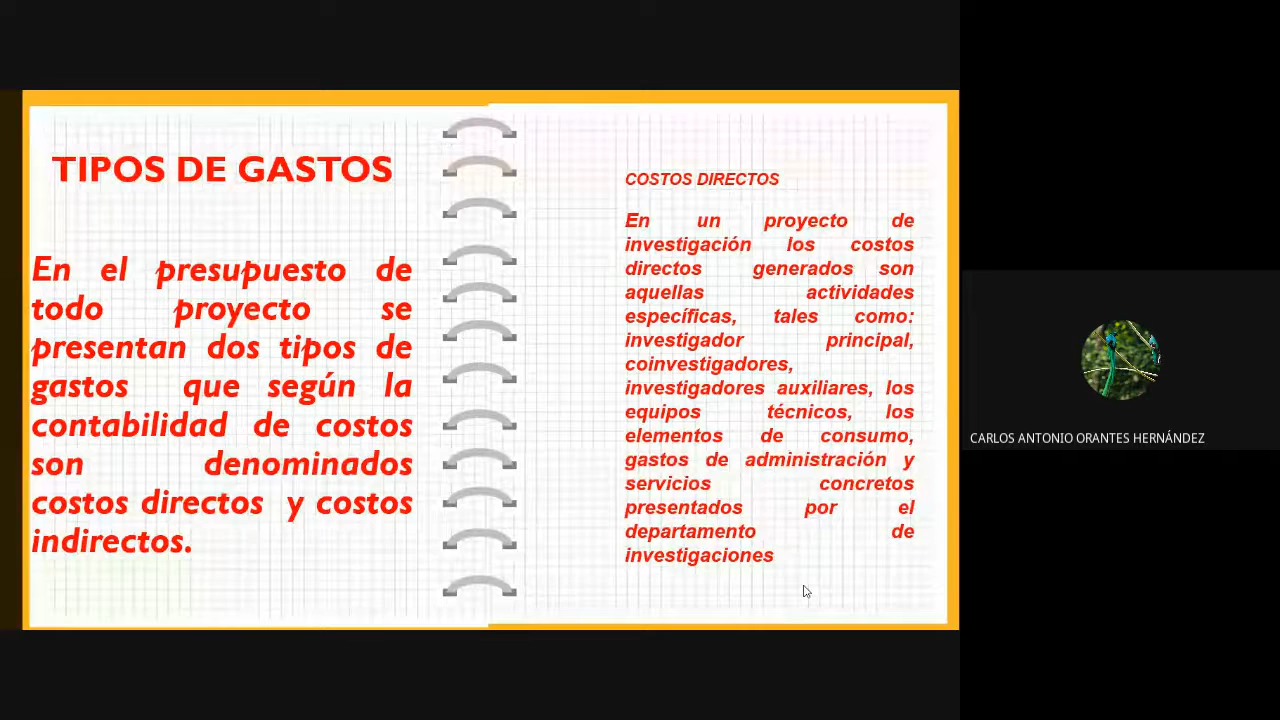 TIPOS DE GASTOS
En el presupuesto de
todo proyecto se
presentan dos tipos de
gastos que según la
contabilidad de costos
son denominados
costos directos y costos
indirectos.
COSTOS DIRECTOS
En un proyecto de
investigación los costos
directos generados son
aquellas actividades
específicas, tales como:
investigador principal,
coinvestigadores,
investigadores auxiliares, los
equipos técnicos, los
elementos de consumo,
gastos de administración y
servicios concretos
presentados por el
departamento de
investigaciones
CARLOS ANTONIO ORANTES HERNÁNDEZ